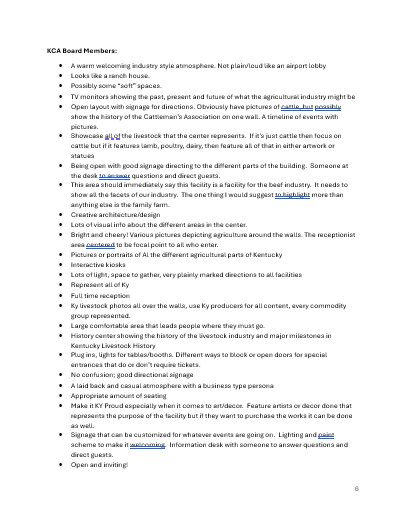 KCA Board Members:
• A warm welcoming industry style atmosphere. Not plain/loud like an airport lobby
• Looks like a ranch house.
• Possibly some “soft” spaces.
• TV monitors showing the past, present and future of what the agricultural industry might be
• Open layout with signage for directions. Obviously have pictures of cattle, but possibly
show the history of the Cattleman’s Association on one wall. A timeline of events with
pictures.
• Showcase all of the livestock that the center represents. If it’s just cattle then focus on
cattle but if it features lamb, poultry, dairy, then feature all of that in either artwork or
statues
• Being open with good signage directing to the different parts of the building. Someone at
the desk to answer questions and direct guests.
• This area should immediately say this facility is a facility for the beef industry. It needs to
show all the facets of our industry. The one thing I would suggest to highlight more than
anything else is the family farm.
• Creative architecture/design
• Lots of visual info about the different areas in the center.
• Bright and cheery! Various pictures depicting agriculture around the walls. The receptionist
area centered to be focal point to all who enter.
• Pictures or portraits of Al the different agricultural parts of Kentucky
• Interactive kiosks
• Lots of light, space to gather, very plainly marked directions to all facilities
• Represent all of Ky
• Full time reception
• Ky livestock photos all over the walls, use Ky producers for all content, every commodity
group represented.
• Large comfortable area that leads people where they must go.
• History center showing the history of the livestock industry and major milestones in
Kentucky Livestock History
• Plug ins, lights for tables/booths. Different ways to block or open doors for special
entrances that do or don’t require tickets.
• No confusion; good directional signage
• A laid back and casual atmosphere with a business type persona
• Appropriate amount of seating
• Make it KY Proud especially when it comes to art/decor. Feature artists or decor done that
represents the purpose of the facility but if they want to purchase the works it can be done
as well.
• Signage that can be customized for whatever events are going on. Lighting and paint
scheme to make it welcoming. Information desk with someone to answer questions and
direct guests.
• Open and inviting!
6